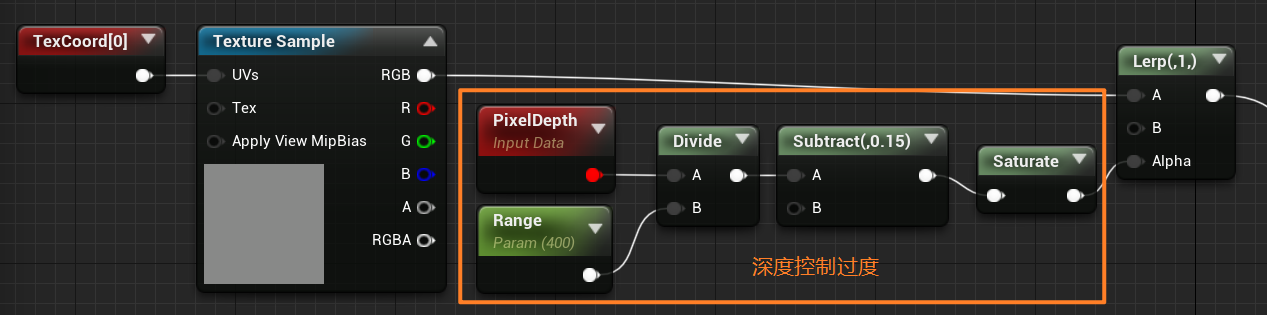 TexCoord[0]
Texture Sample
UVs
RGB
Tex
R
Apply View MipBias
G
B
A
RGBA
PixelDepth
Input Data
Range
Param (400)
Divide
A
B
Subtract(,0.15)
A
B
Saturate
Lerp(,1,)
A
B
Alpha
深度控制过度